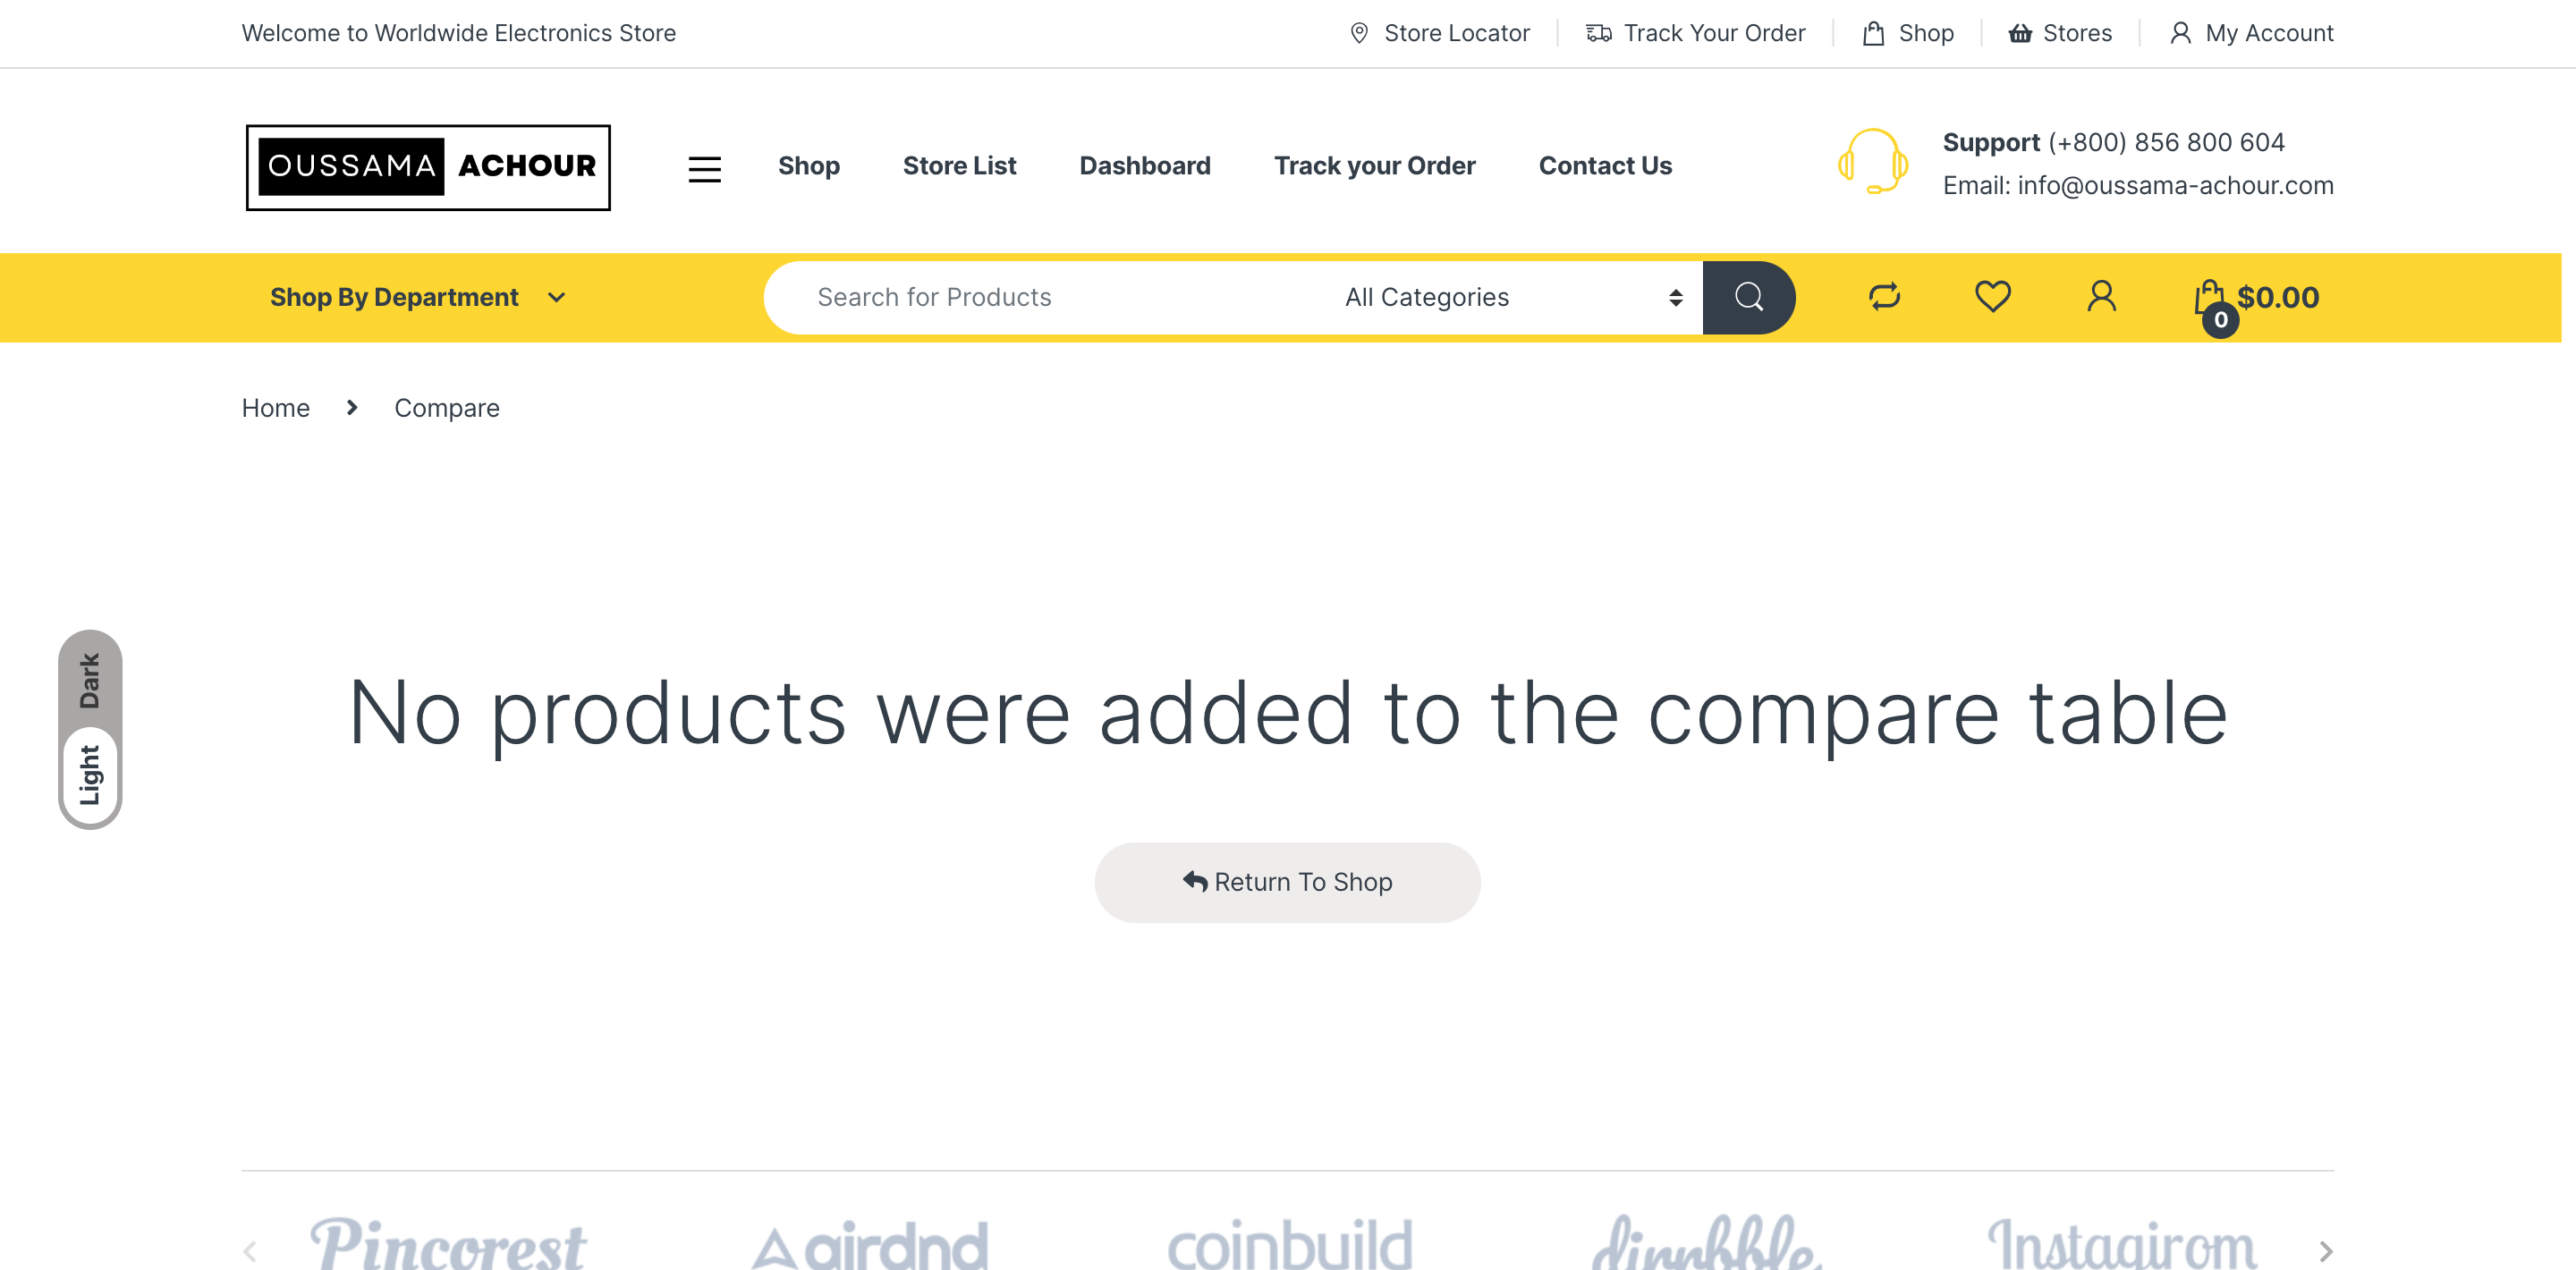 Welcome to Worldwide Electronics Store
Store Locator
Track Your Order
Shop
Stores
My Account
OUSSAMA ACHOUR
Shop
Store List
Dashboard
Track your Order
Contact Us
Support (+800) 856 800 604
Email: info@oussama-achour.com
Shop By Department
Search for Products
All Categories
0
$0.00
Home
Compare
Dark
Light
No products were added to the compare table
Return To Shop
Pincorest
airdnd
coinbuild
dirrbble
Instagirom